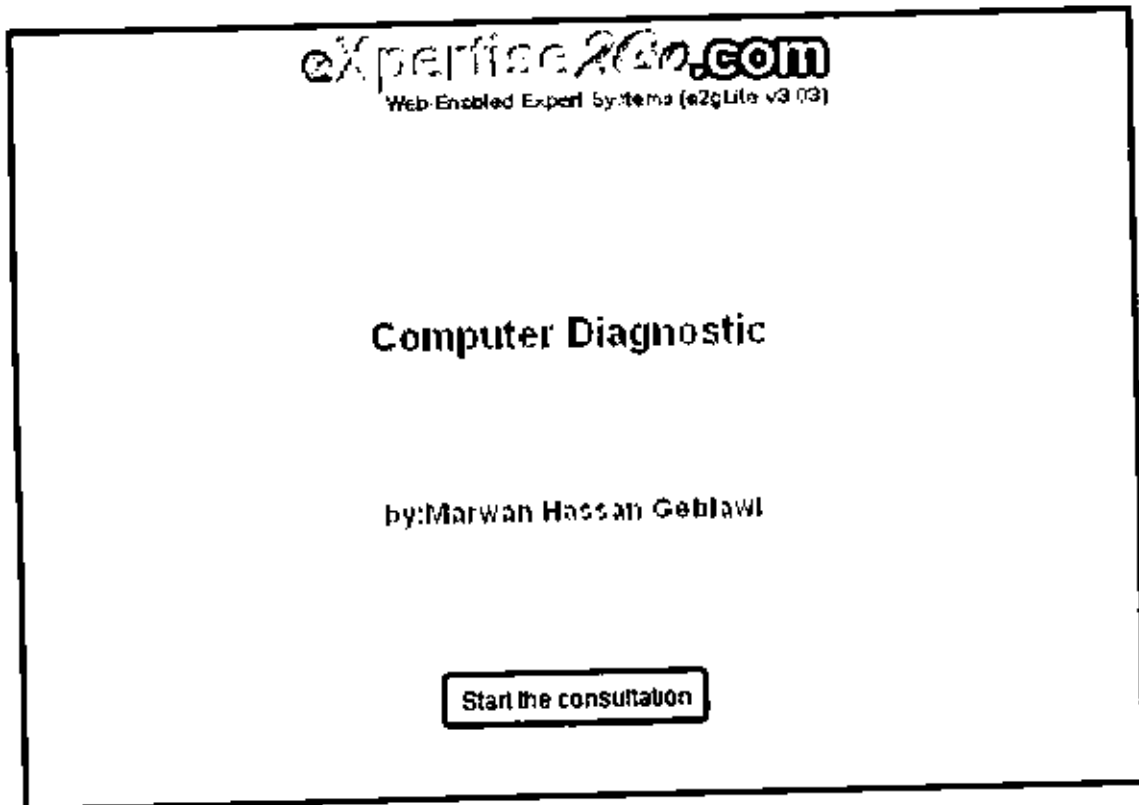 eXpertise2Go.com
Web-Enabled Expert Systems (e2gLite v3.03)
Computer Diagnostic
by:Marwan Hassan Geblawi
Start the consultation